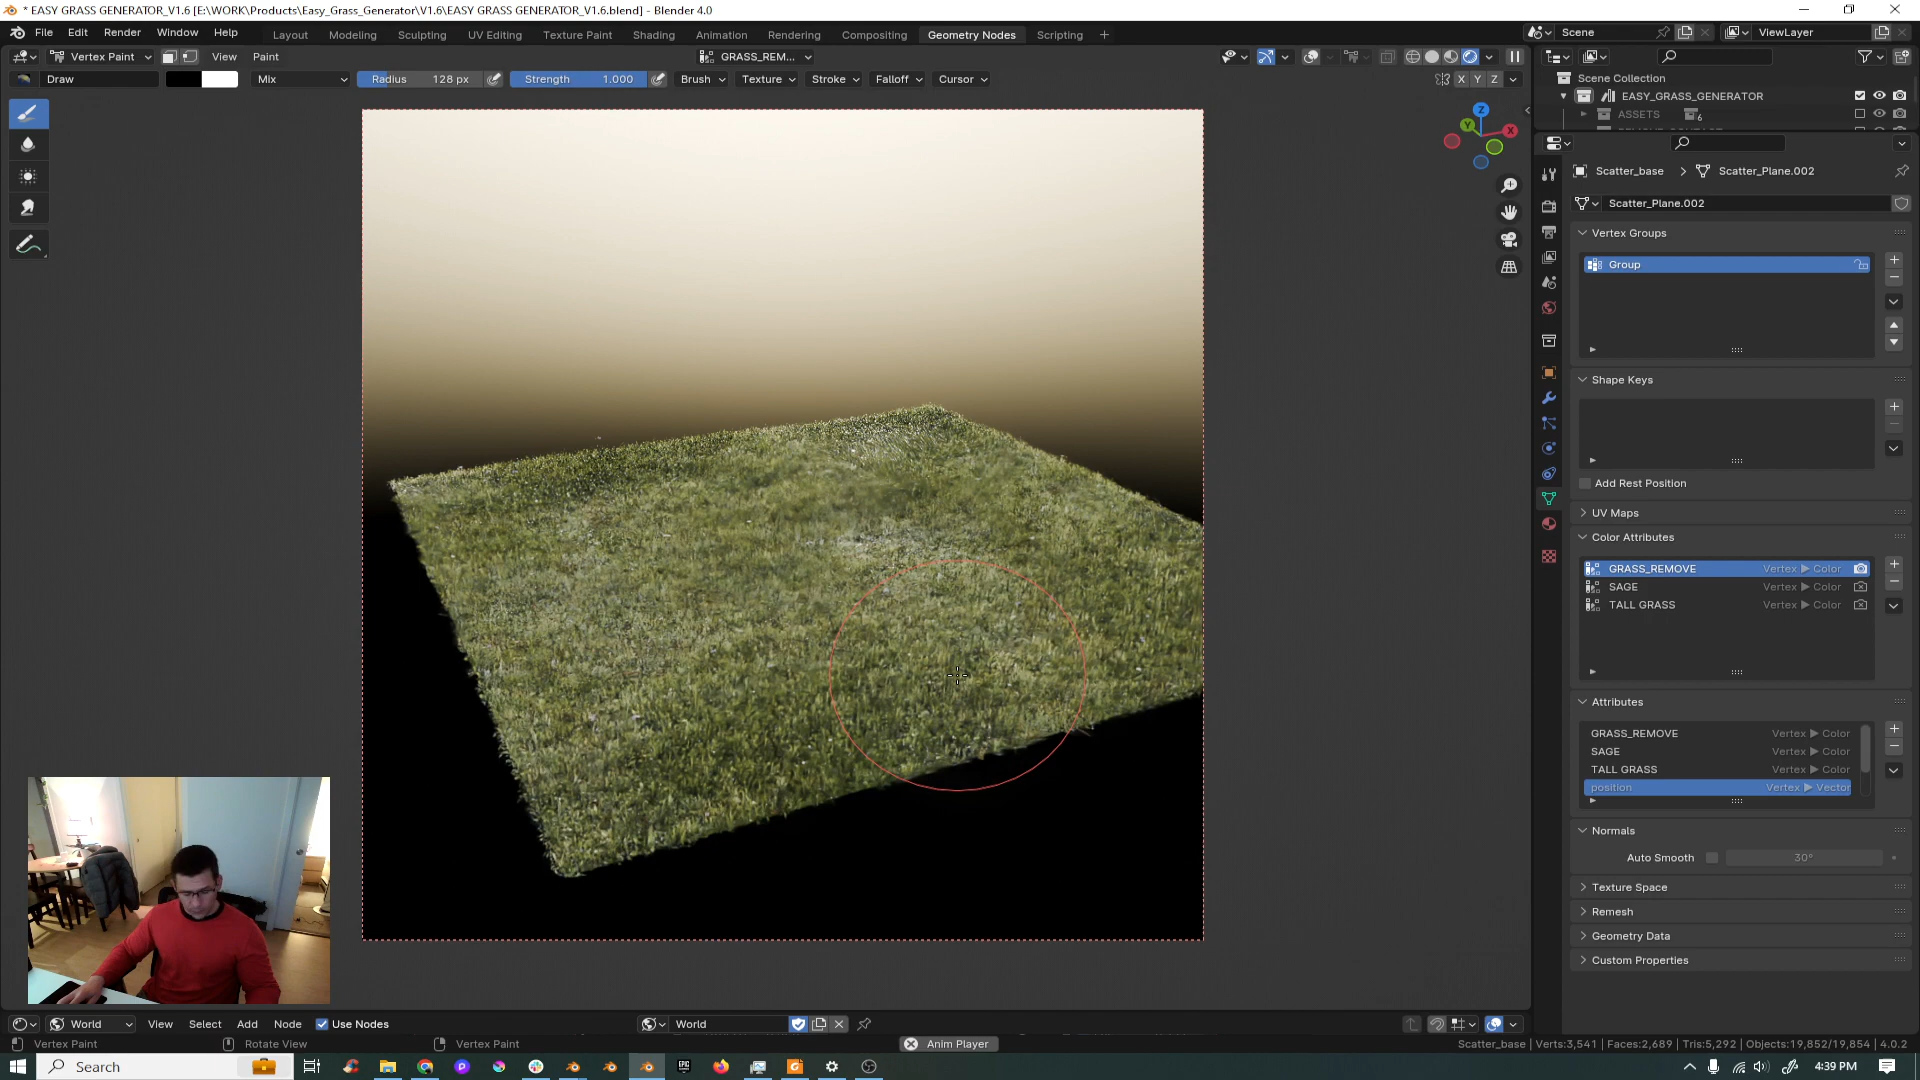 * EASY GRASS GENERATOR_V1.6 [E:\WORK\Products\Easy_Grass_Generator\V1.6\EASY GRASS GENERATOR_V1.6.blend] - Blender 4.0
File Edit Render Window Help Layout Modeling Sculpting UV Editing Texture Paint Shading Animation Rendering Compositing Geometry Nodes Scripting + Scene ViewLayer
Vertex Paint View Paint GRASS_REM...
Draw Mix Radius 128 px Strength 1.000 Brush Texture Stroke Falloff Cursor X Y Z
Scene Collection
EASY_GRASS_GENERATOR
ASSETS 6
Z
Y X
Scatter_base > Scatter_Plane.002
Scatter_Plane.002
Vertex Groups
Group
Shape Keys
Add Rest Position
UV Maps
Color Attributes
GRASS_REMOVE Vertex ▶ Color
SAGE Vertex ▶ Color
TALL GRASS Vertex ▶ Color
Attributes
GRASS_REMOVE Vertex ▶ Color
SAGE Vertex ▶ Color
TALL GRASS Vertex ▶ Color
position Vertex ▶ Vector
Normals
Auto Smooth 30°
Texture Space
Remesh
Geometry Data
Custom Properties
World View Select Add Node Use Nodes World
Vertex Paint Rotate View Vertex Paint Anim Player Scatter_base | Verts:3,541 | Faces:2,689 | Tris:5,292 | Objects:19,852/19,854 | 4.0.2
Search EPIC 4:39 PM